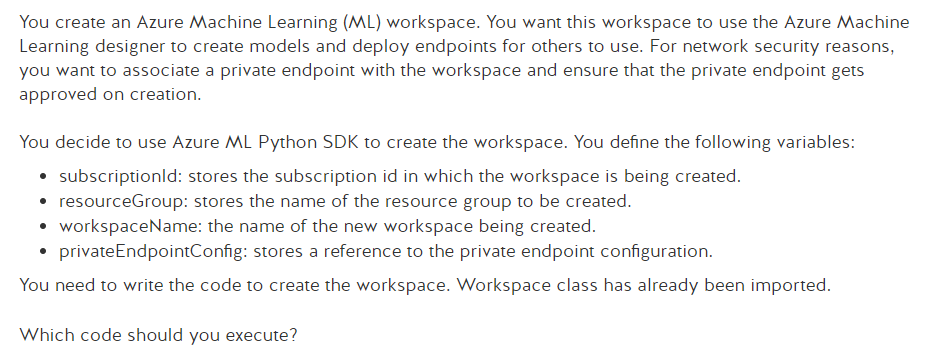 You create an Azure Machine Learning (ML) workspace. You want this workspace to use the Azure Machine
Learning designer to create models and deploy endpoints for others to use. For network security reasons,
you want to associate a private endpoint with the workspace and ensure that the private endpoint gets
approved on creation.
You decide to use Azure ML Python SDK to create the workspace. You define the following variables:
• subscriptionId: stores the subscription id in which the workspace is being created.
• resourceGroup: stores the name of the resource group to be created.
• workspaceName: the name of the new workspace being created.
• privateEndpointConfig: stores a reference to the private endpoint configuration.
You need to write the code to create the workspace. Workspace class has already been imported.
Which code should you execute?